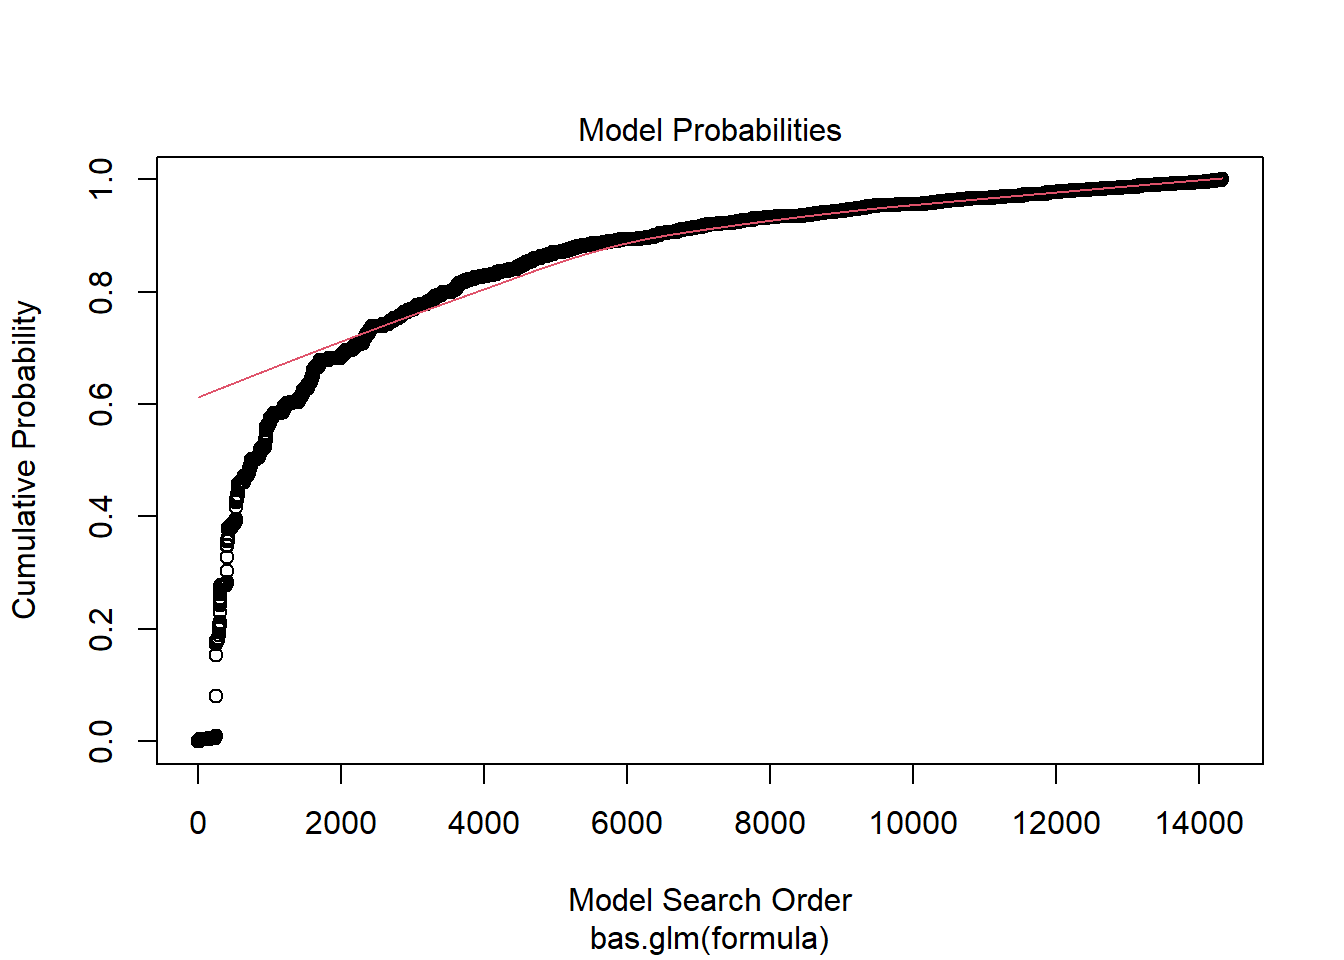 Model Probabilities
Cumulative Probability
1.0
0.8
0.6
0.4
0.2
0.0
0 2000 4000 6000 8000 10000 12000 14000
Model Search Order
bas.glm(formula)